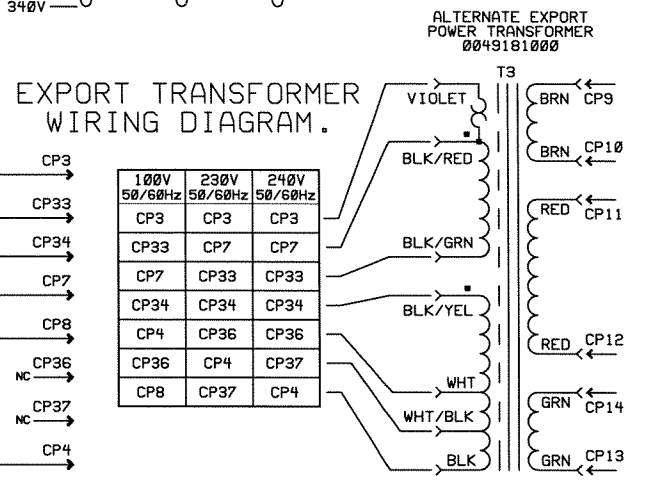 340V
ALTERNATE EXPORT
POWER TRANSFORMER
0049181000
EXPORT TRANSFORMER
WIRING DIAGRAM.
CP3
CP33
CP34
CP7
CP8
NC CP36
NC CP37
CP4
100V 230V 240V
50/60Hz 50/60Hz 50/60Hz
CP3 CP3 CP3
CP33 CP7 CP7
CP7 CP33 CP33
CP34 CP34 CP34
CP4 CP36 CP36
CP36 CP4 CP37
CP8 CP37 CP4
T3
VIOLET
BLK/RED
BLK/GRN
BLK/YEL
WHT
WHT/BLK
BLK
BRN CP9
BRN CP10
RED CP11
RED CP12
GRN CP14
GRN CP13